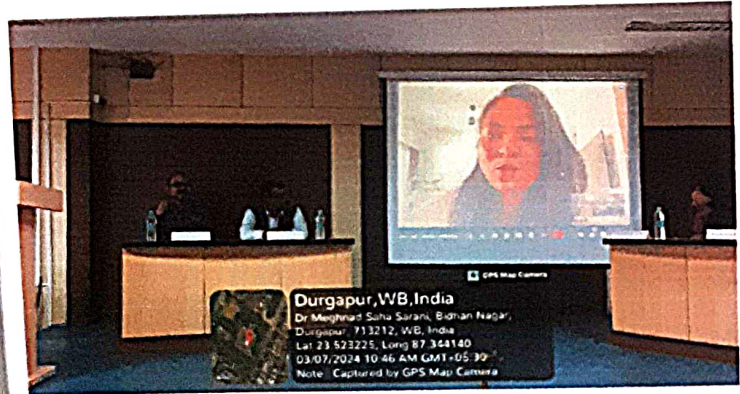 GPS Map Camera
Durgapur,WB,India
Dr Meghnad Saha Sarani, Bidhan Nagar,
Durgapur, 713212, WB, India
Lat 23.523225, Long 87.344140
03/07/2024 10:46 AM GMT+05:30
Note : Captured by GPS Map Camera